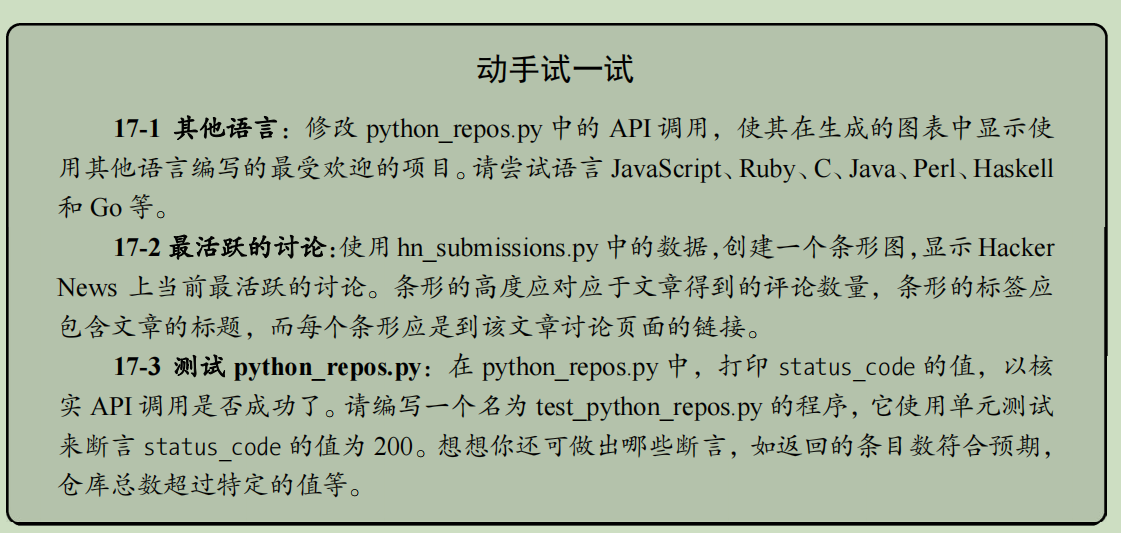 动手试一试
17-1 其他语言：修改 python_repos.py 中的 API 调用，使其在生成的图表中显示使
用其他语言编写的最受欢迎的项目。请尝试语言 JavaScript、Ruby、C、Java、Perl、Haskell
和 Go 等。
17-2 最活跃的讨论：使用 hn_submissions.py 中的数据，创建一个条形图，显示 Hacker
News 上当前最活跃的讨论。条形的高度应对应于文章得到的评论数量，条形的标签应
包含文章的标题，而每个条形应是到该文章讨论页面的链接。
17-3 测试 python_repos.py：在 python_repos.py 中，打印 status_code 的值，以核
实 API 调用是否成功了。请编写一个名为 test_python_repos.py 的程序，它使用单元测试
来断言 status_code 的值为 200。想想你还可做出哪些断言，如返回的条目数符合预期，
仓库总数超过特定的值等。